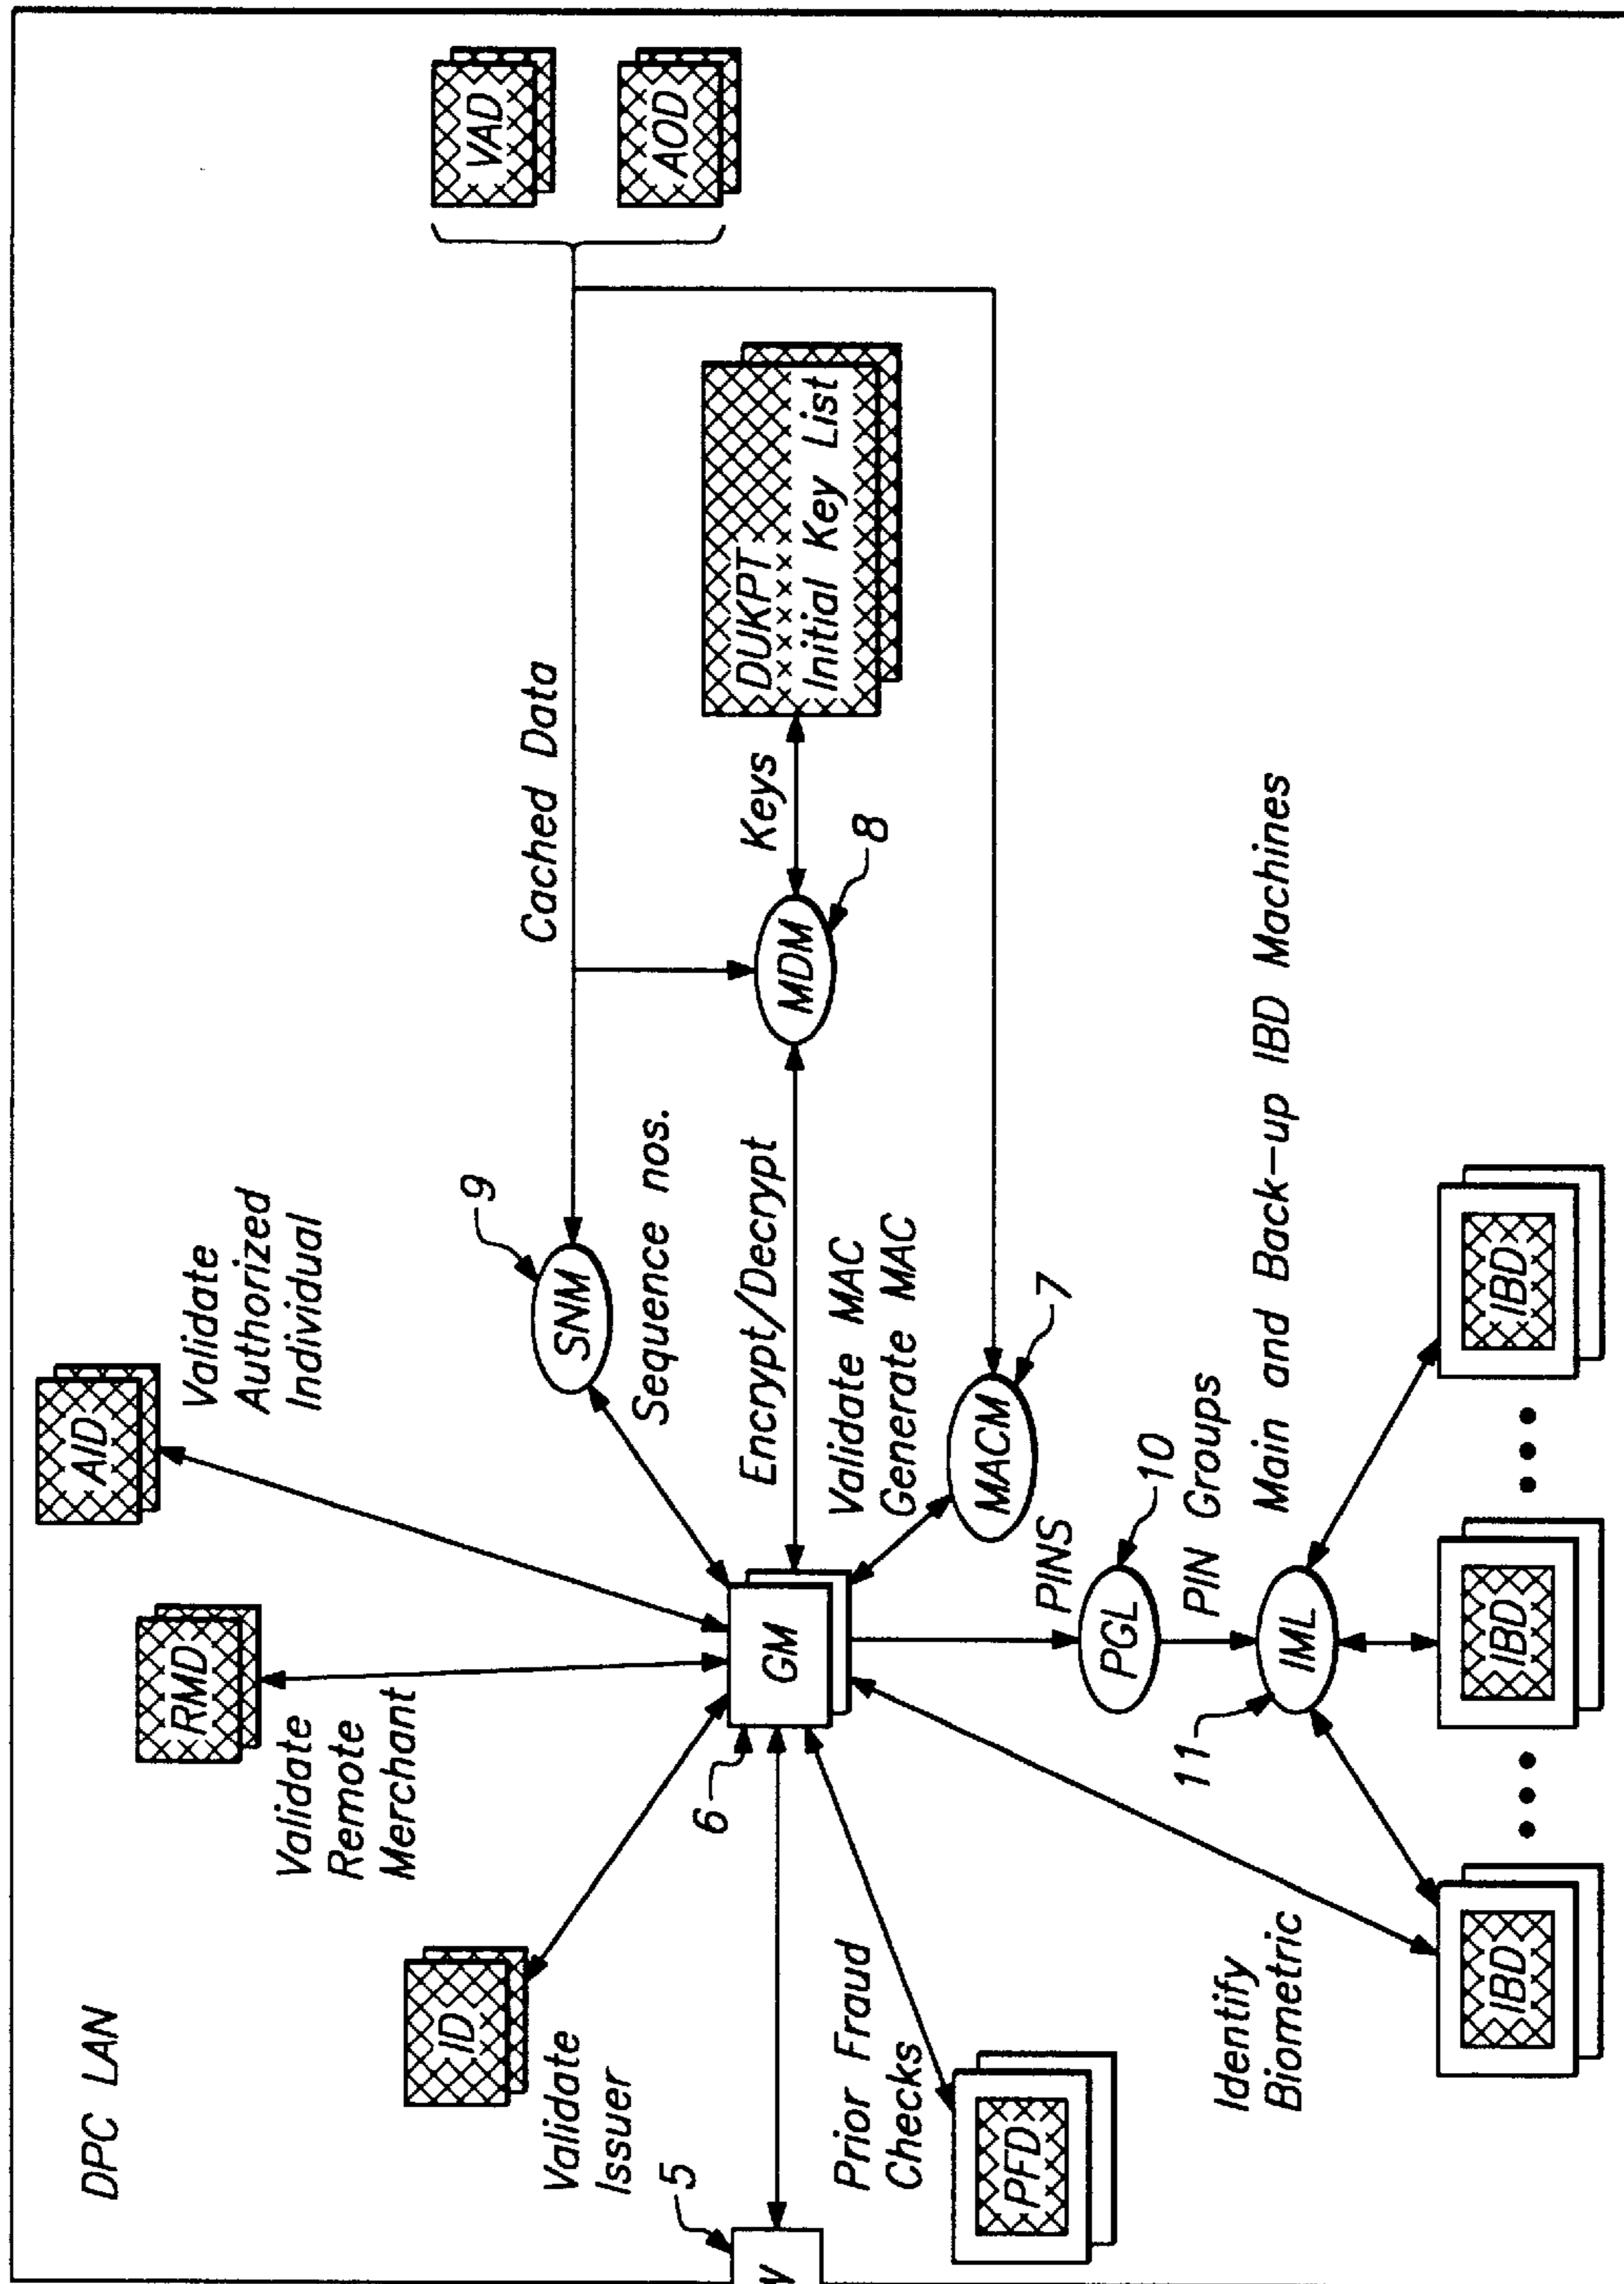 DPC LAN
AID
Validate
Authorized
Individual
RMD
Validate
Remote
Merchant
ID
Validate
Issuer
VAD
AOD
Cached Data
9
SNM
Sequence nos.
5
6
GM
Encrypt/Decrypt
MDM
8
Keys
DUKPT
Initial Key List
Validate MAC
Generate MAC
MACM
7
Prior Fraud
Checks
PFD
PINS
PGL
10
PIN Groups
11
IML
Main and Back-up IBD Machines
Identify
Biometric
IBD
IBD
IBD